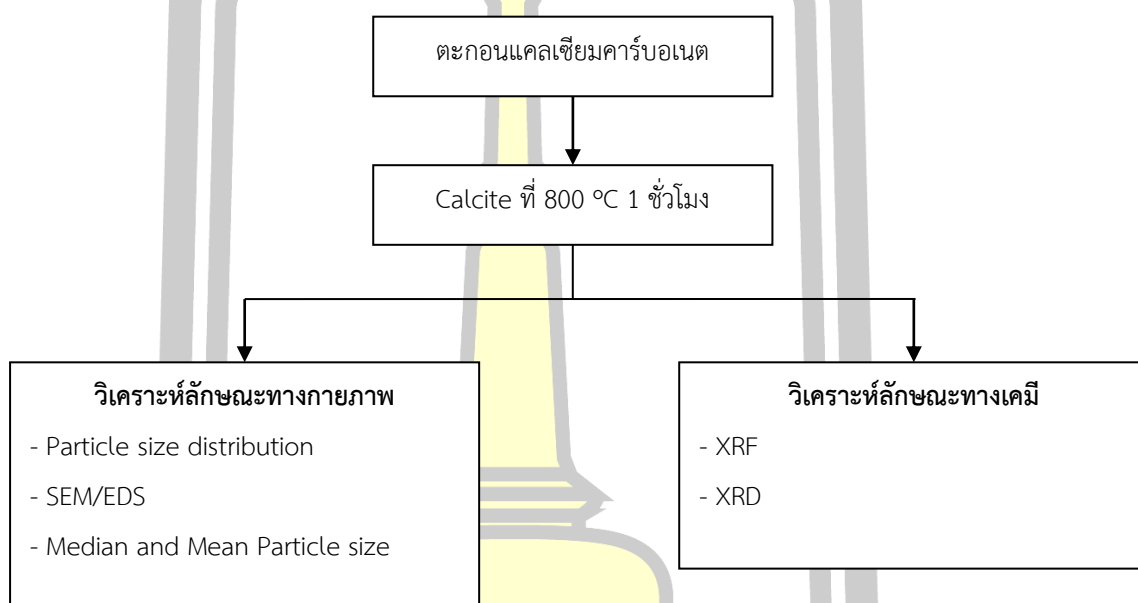 ตะกอนแคลเซียมคาร์บอเนต
Calcite ที่ 800 ºC 1 ชั่วโมง
วิเคราะห์ลักษณะทางกายภาพ
- Particle size distribution
- SEM/EDS
- Median and Mean Particle size
วิเคราะห์ลักษณะทางเคมี
- XRF
- XRD